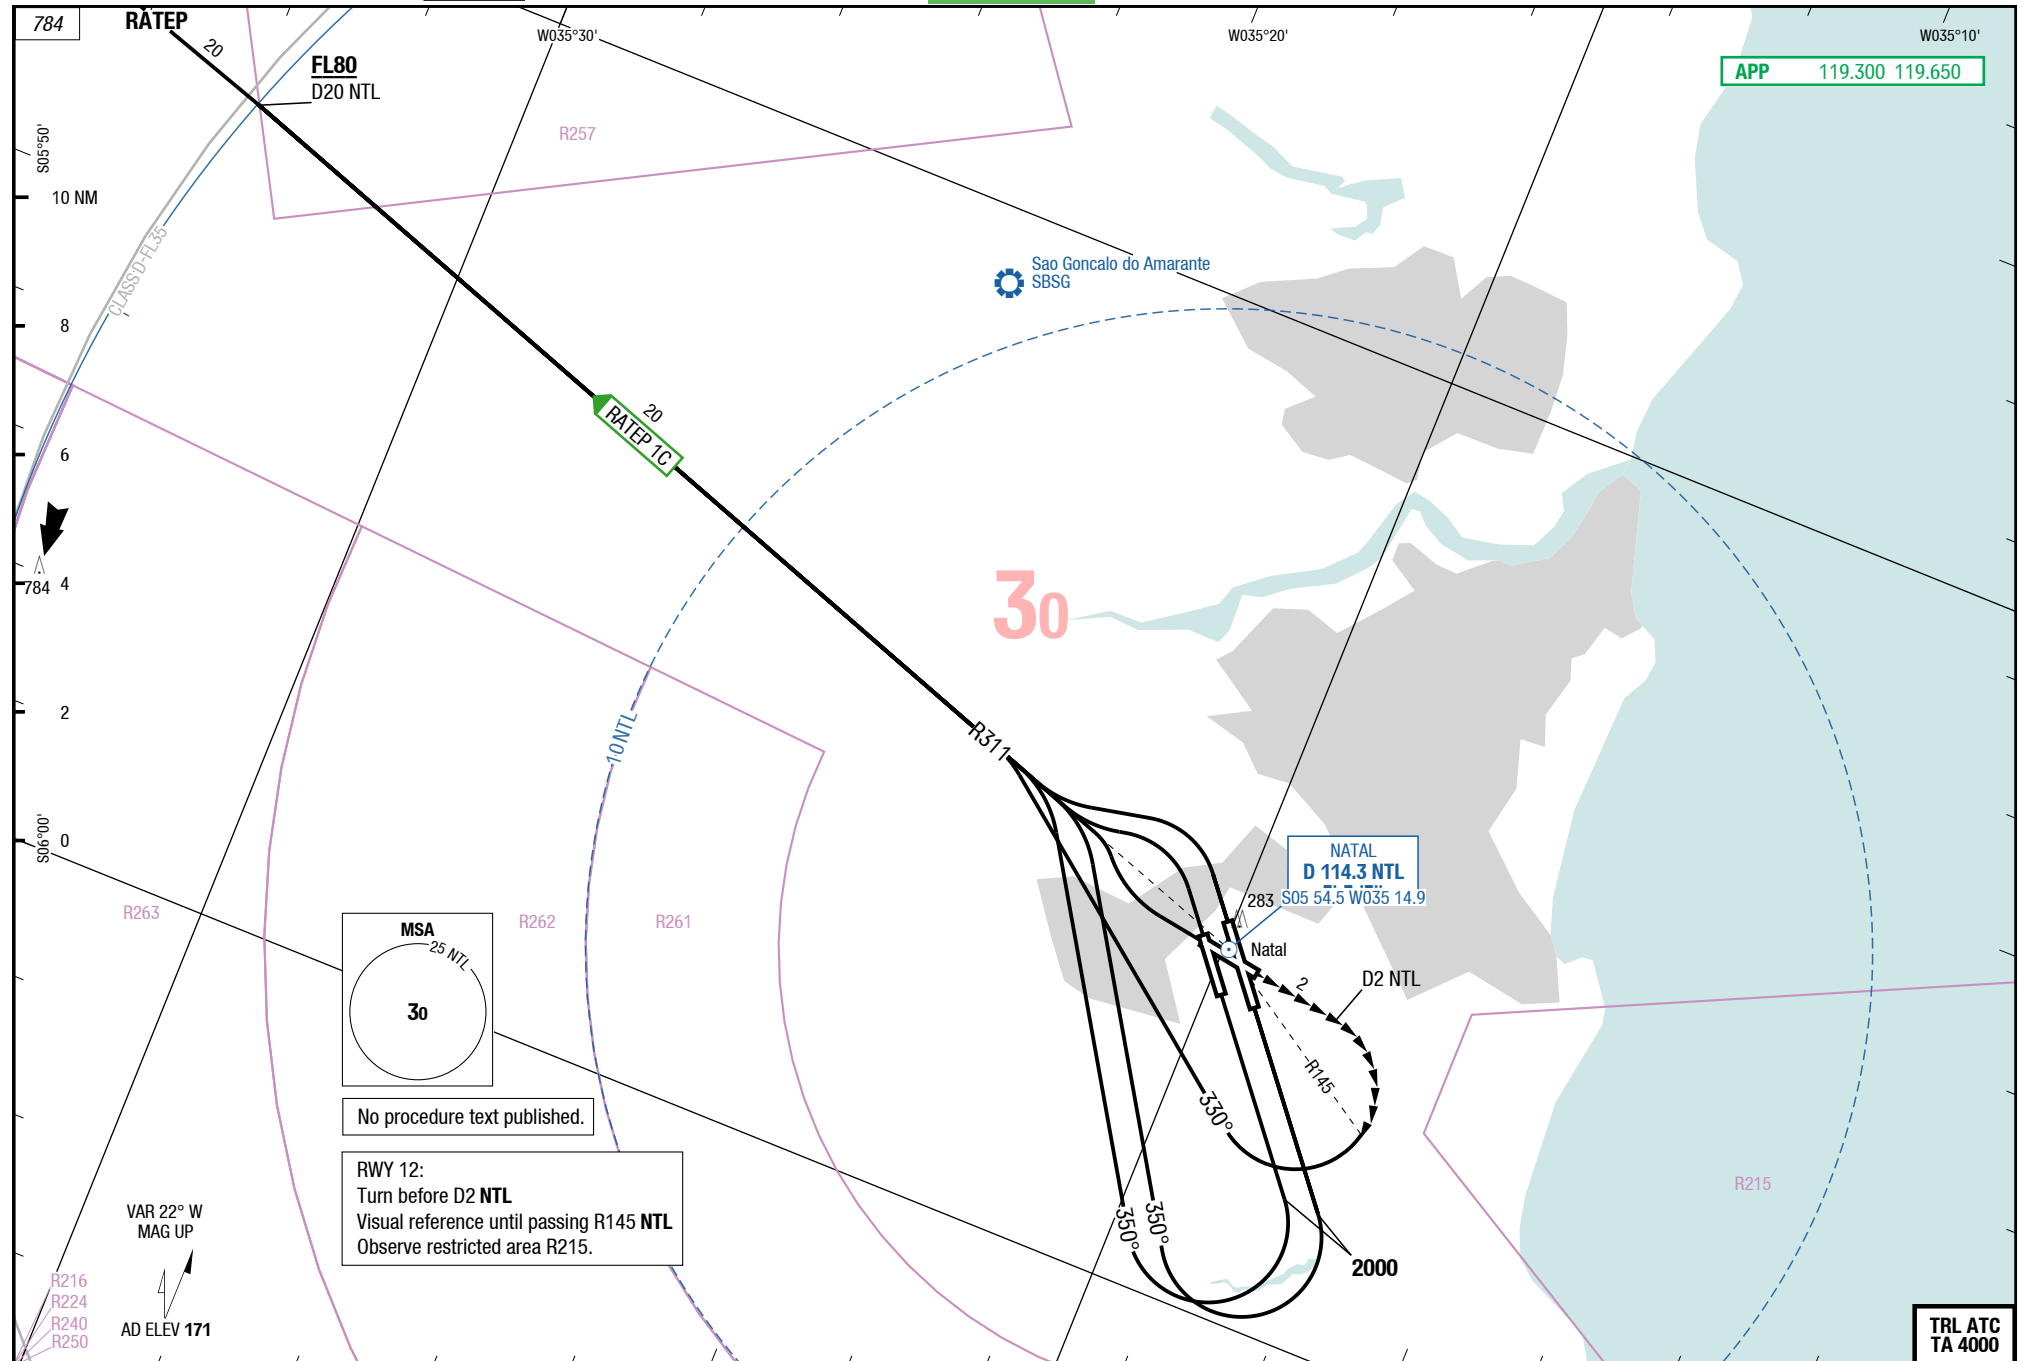 784
RATEP
20
FL80
D20 NTL
W035°30'
W035°20'
W035°10'
APP 119.300 119.650
S05°50'
R257
10 NM
CLASS D-FL35
Sao Goncalo do Amarante
SBSG
8
20
RATEP 1C
6
784
4
30
2
R311
10 NTL
S06°00'
0
NATAL
D 114.3 NTL
S05 54.5 W035 14.9
283
R263
R262
R261
Natal
MSA
25 NTL
30
2
D2 NTL
R145
330°
No procedure text published.
RWY 12:
Turn before D2 NTL
Visual reference until passing R145 NTL
Observe restricted area R215.
R215
350°
350°
2000
VAR 22° W
MAG UP
R216
R224
R240
R250
AD ELEV 171
TRL ATC
TA 4000